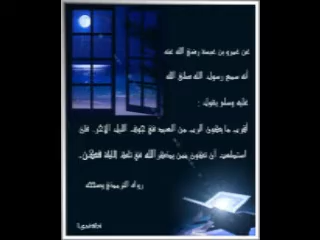 عن عمرو بن عبسة رضي الله عنه
أنه سمع رسول الله صلى الله
عليه وسلم يقول :
أقرب ما يكون الرب من العبد في جوف الليل الآخر، فإن
استطعت أن تكون ممن يذكر الله في تلك الليلة فكن.
رواه الترمذي وصححه